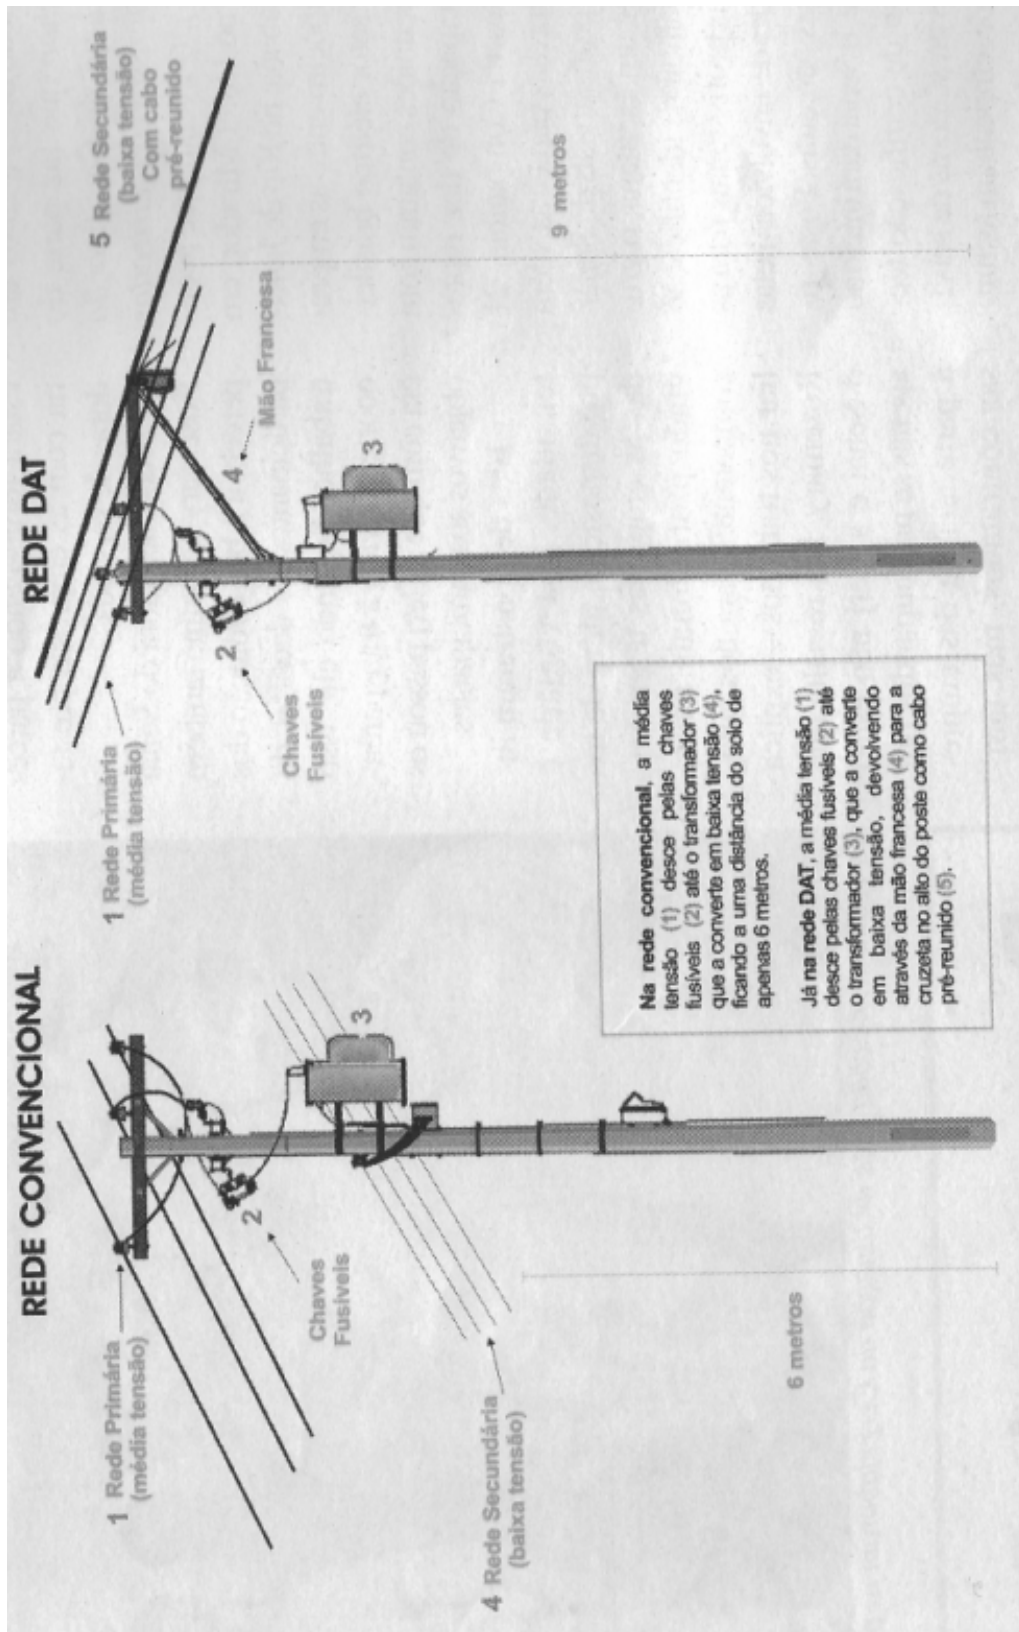 REDE CONVENCIONAL
1 Rede Primária
(média tensão)
2
Chaves
Fusíveis
3
4 Rede Secundária
(baixa tensão)
6 metros
REDE DAT
1 Rede Primária
(média tensão)
2
Chaves
Fusíveis
3
4
Mão Francesa
5 Rede Secundária
(baixa tensão)
Com cabo
pré-reunido
9 metros
Na rede convencional, a média
tensão (1) desce pelas chaves
fusíveis (2) até o transformador (3)
que a converte em baixa tensão (4),
ficando a uma distância do solo de
apenas 6 metros.
Já na rede DAT, a média tensão (1)
desce pelas chaves fusíveis (2) até
o transformador (3), que a converte
em baixa tensão, devolvendo
através da mão francesa (4) para a
cruzeta no alto do poste como cabo
pré-reunido (5).